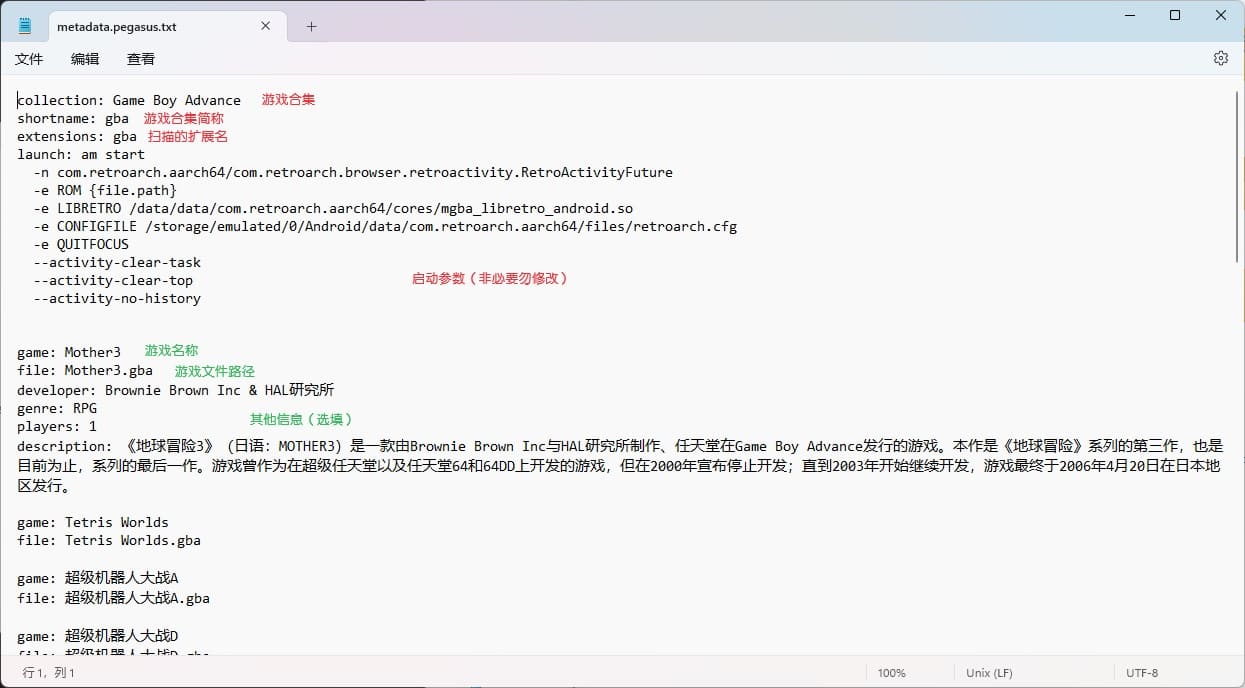 metadata.pegasus.txt
文件 编辑 查看
collection: Game Boy Advance 游戏合集
shortname: gba 游戏合集简称
extensions: gba 扫描的扩展名
launch: am start
-n com.retroarch.aarch64/com.retroarch.browser.retroactivity.RetroActivityFuture
-e ROM {file.path}
-e LIBRETRO /data/data/com.retroarch.aarch64/cores/mgba_libretro_android.so
-e CONFIGFILE /storage/emulated/0/Android/data/com.retroarch.aarch64/files/retroarch.cfg
-e QUITFOCUS
--activity-clear-task
--activity-clear-top 启动参数（非必要勿修改）
--activity-no-history
game: Mother3 游戏名称
file: Mother3.gba 游戏文件路径
developer: Brownie Brown Inc & HAL研究所
genre: RPG
players: 1 其他信息（选填）
description: 《地球冒险3》（日语：MOTHER3）是一款由Brownie Brown Inc与HAL研究所制作、任天堂在Game Boy Advance发行的游戏。本作是《地球冒险》系列的第三作，也是
目前为止，系列的最后一作。游戏曾作为在超级任天堂以及任天堂64和64DD上开发的游戏，但在2000年宣布停止开发；直到2003年开始继续开发，游戏最终于2006年4月20日在日本地
区发行。
game: Tetris Worlds
file: Tetris Worlds.gba
game: 超级机器人大战A
file: 超级机器人大战A.gba
game: 超级机器人大战D
file: 超级机器人大战D.gba
行 1，列 1 100% Unix (LF) UTF-8